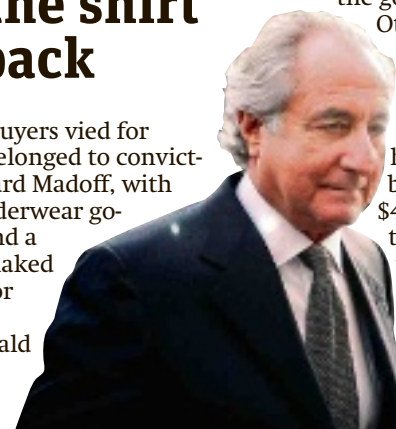 the shirt
back
uyers vied for
elonged to convict-
ard Madoff, with
derwear go-
nd a
aked
or
ald
the go
Ot
h
b
$4
t